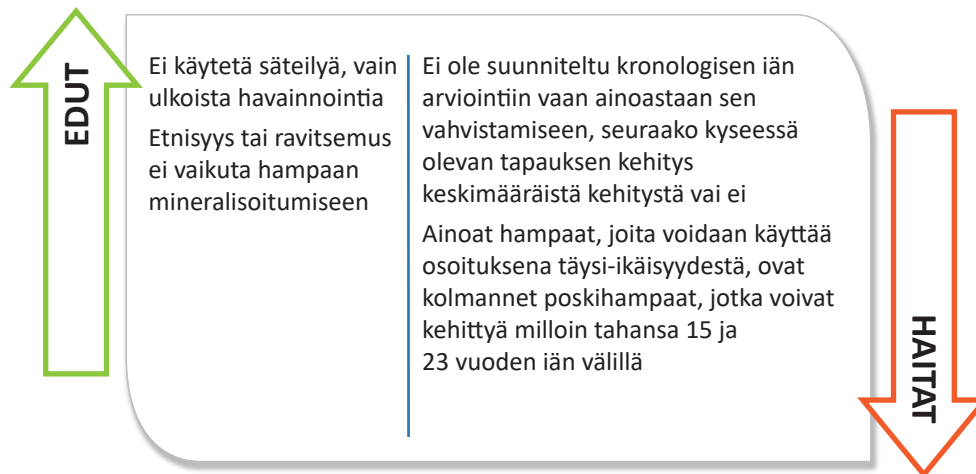 EDUT
Ei käytetä säteilyä, vain
ulkoista havainnointia
Etnisyys tai ravitsemus
ei vaikuta hampaan
mineralisoitumiseen
Ei ole suunniteltu kronologisen iän
arviointiin vaan ainoastaan sen
vahvistamiseen, seuraako kyseessä
olevan tapauksen kehitys
keskimääräistä kehitystä vai ei
Ainoat hampaat, joita voidaan käyttää
osoituksena täysi-ikäisyydestä, ovat
kolmannet poskihampaat, jotka voivat
kehittyä milloin tahansa 15 ja
23 vuoden iän välillä
HAITAT